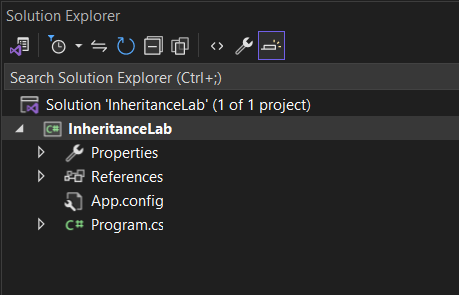 Solution Explorer
Search Solution Explorer (Ctrl+;)
Solution 'InheritanceLab' (1 of 1 project)
C# InheritanceLab
Properties
References
App.config
C# Program.cs